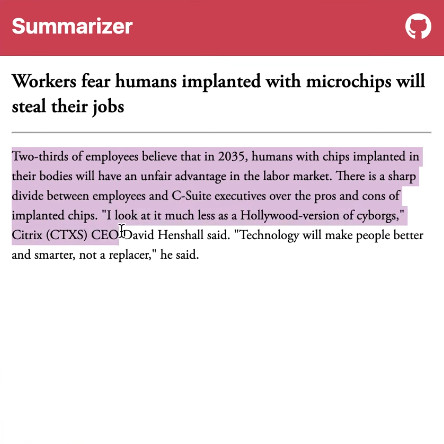 Summarizer
Workers fear humans implanted with microchips will
steal their jobs
Two-thirds of employees believe that in 2035, humans with chips implanted in
their bodies will have an unfair advantage in the labor market. There is a sharp
divide between employees and C-Suite executives over the pros and cons of
implanted chips. "I look at it much less as a Hollywood-version of cyborgs,"
Citrix (CTXS) CEO David Henshall said. "Technology will make people better
and smarter, not a replacer," he said.